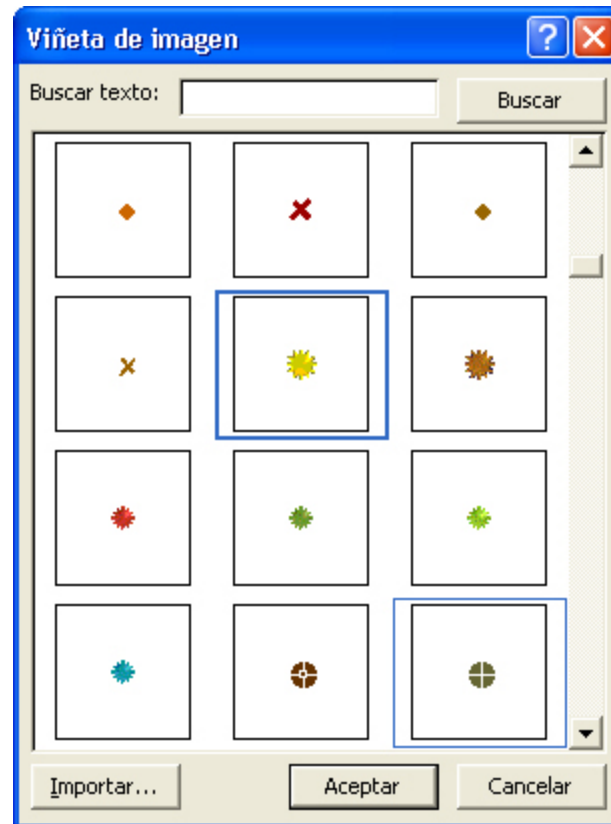 Viñeta de imagen
Buscar texto:
Buscar
Importar...
Aceptar
Cancelar